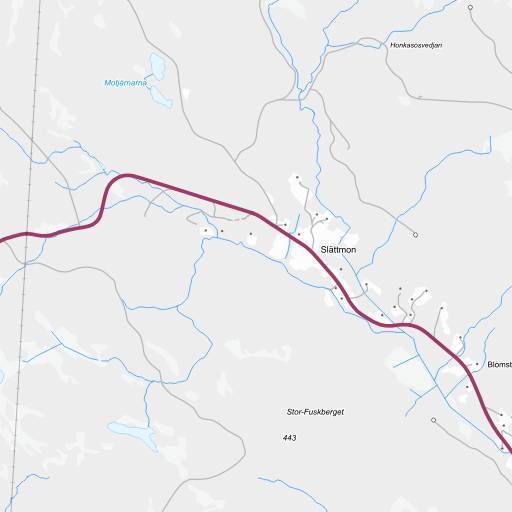 Honkasosvedjan
Motjärnarna
Slättmon
Blomst
Stor-Fuskberget
443